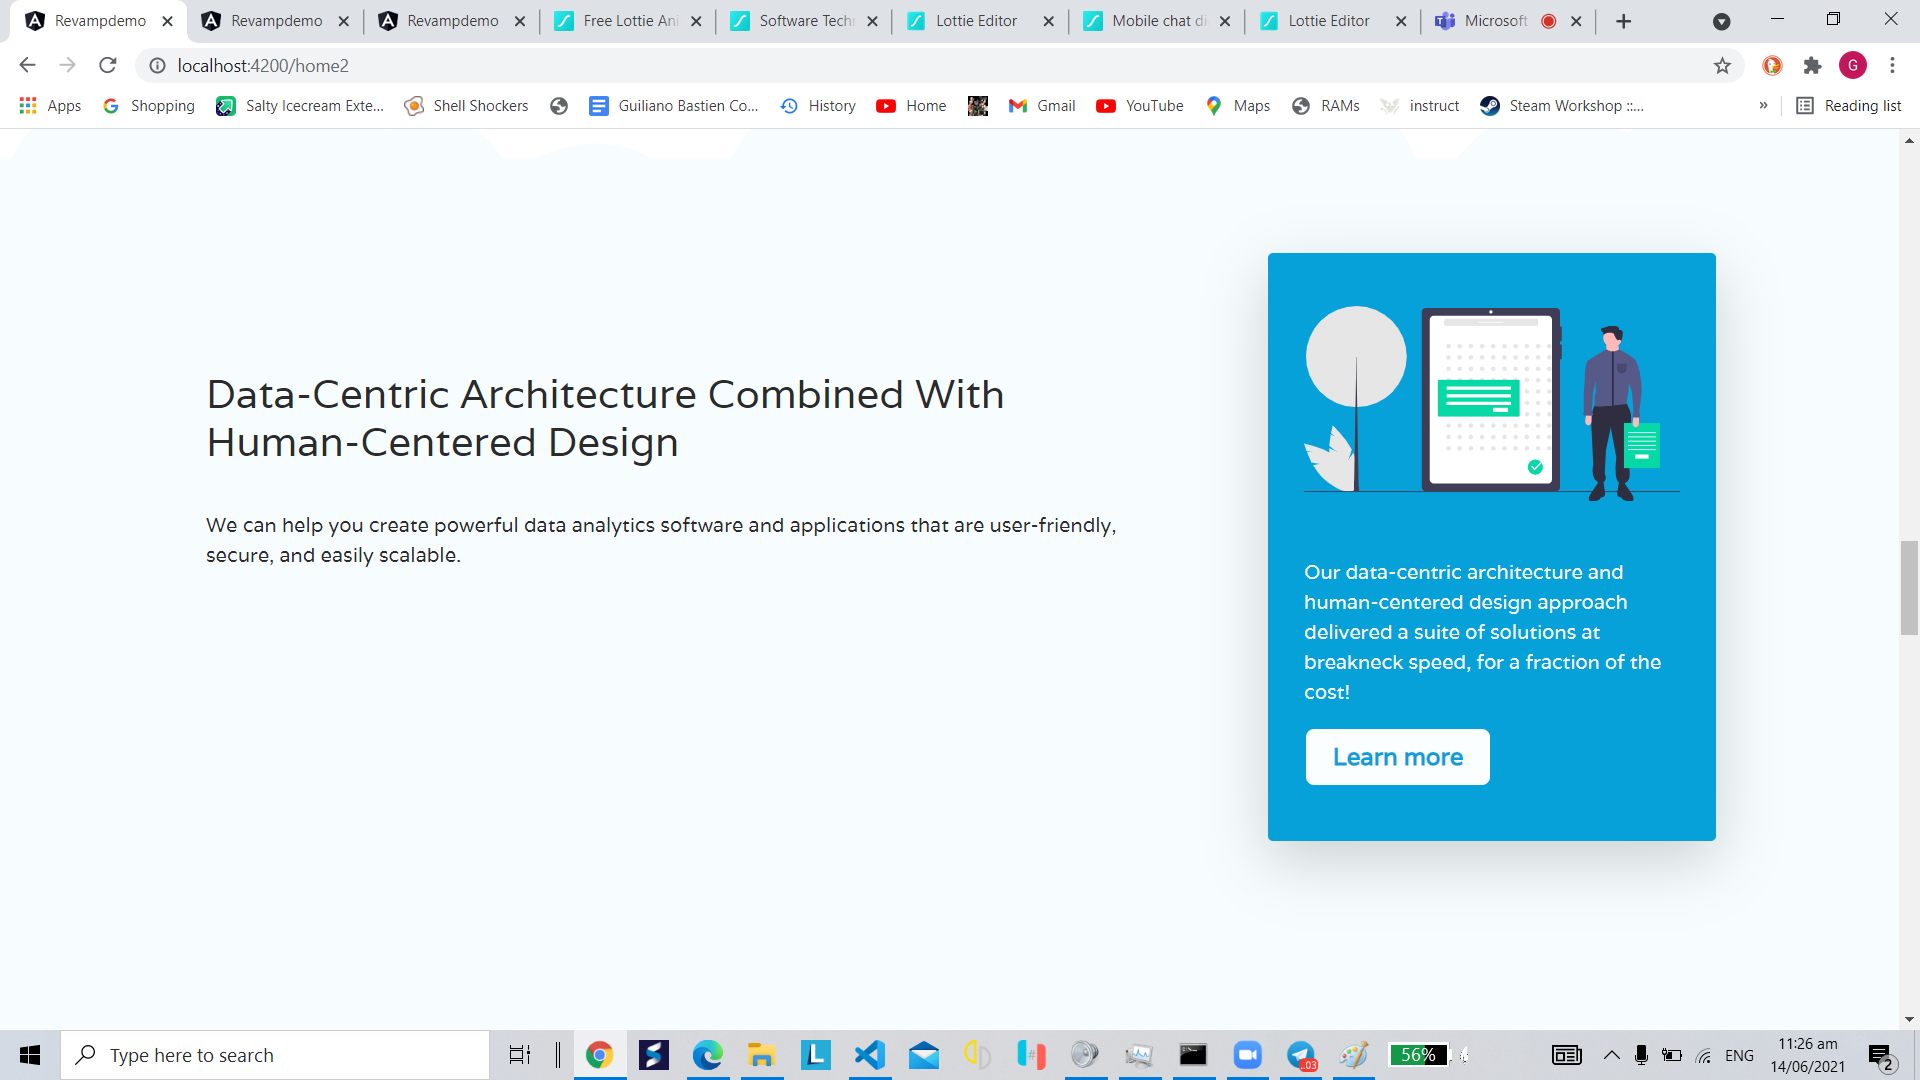 Revampdemo
Revampdemo
Revampdemo
Free Lottie Ani
Software Techn
Lottie Editor
Mobile chat di
Lottie Editor
Microsoft
localhost:4200/home2
G
Apps
Shopping
Salty Icecream Exte...
Shell Shockers
Guiliano Bastien Co...
History
Home
Gmail
YouTube
Maps
RAMs
instruct
Steam Workshop ::...
»
Reading list
Data-Centric Architecture Combined With
Human-Centered Design
We can help you create powerful data analytics software and applications that are user-friendly,
secure, and easily scalable.
Our data-centric architecture and
human-centered design approach
delivered a suite of solutions at
breakneck speed, for a fraction of the
cost!
Learn more
Type here to search
56%
ENG
11:26 am
14/06/2021
2